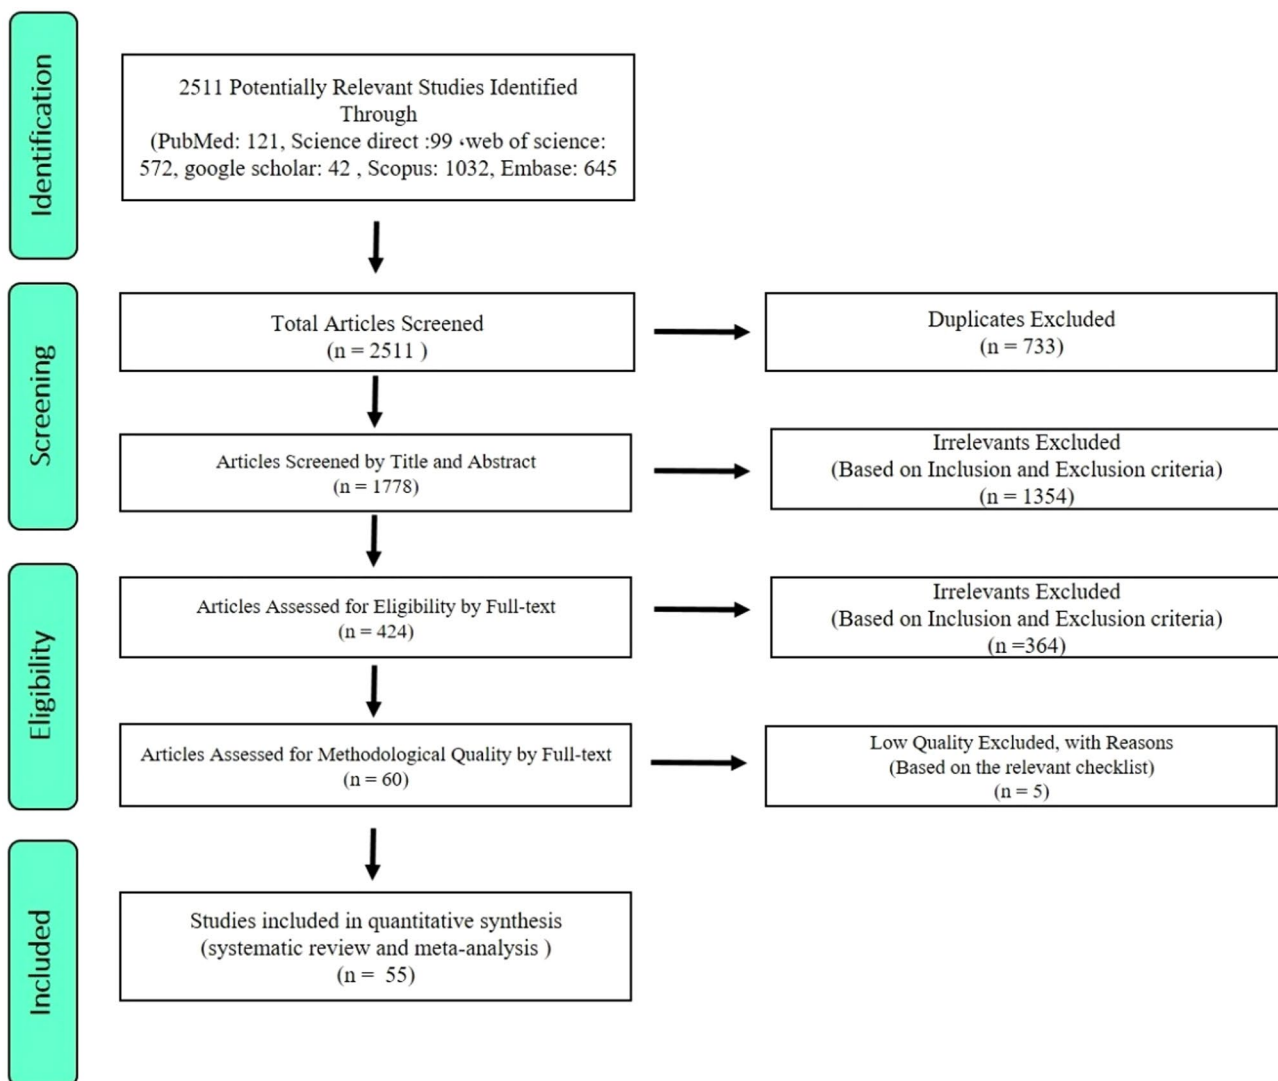 Identification
2511 Potentially Relevant Studies Identified
Through
(PubMed: 121, Science direct :99 ،web of science:
572, google scholar: 42 , Scopus: 1032, Embase: 645
Screening
Total Articles Screened
(n = 2511 )
Duplicates Excluded
(n = 733)
Articles Screened by Title and Abstract
(n = 1778)
Irrelevants Excluded
(Based on Inclusion and Exclusion criteria)
(n = 1354)
Eligibility
Articles Assessed for Eligibility by Full-text
(n = 424)
Irrelevants Excluded
(Based on Inclusion and Exclusion criteria)
(n =364)
Articles Assessed for Methodological Quality by Full-text
(n = 60)
Low Quality Excluded, with Reasons
(Based on the relevant checklist)
(n = 5)
Included
Studies included in quantitative synthesis
(systematic review and meta-analysis )
(n =  55)